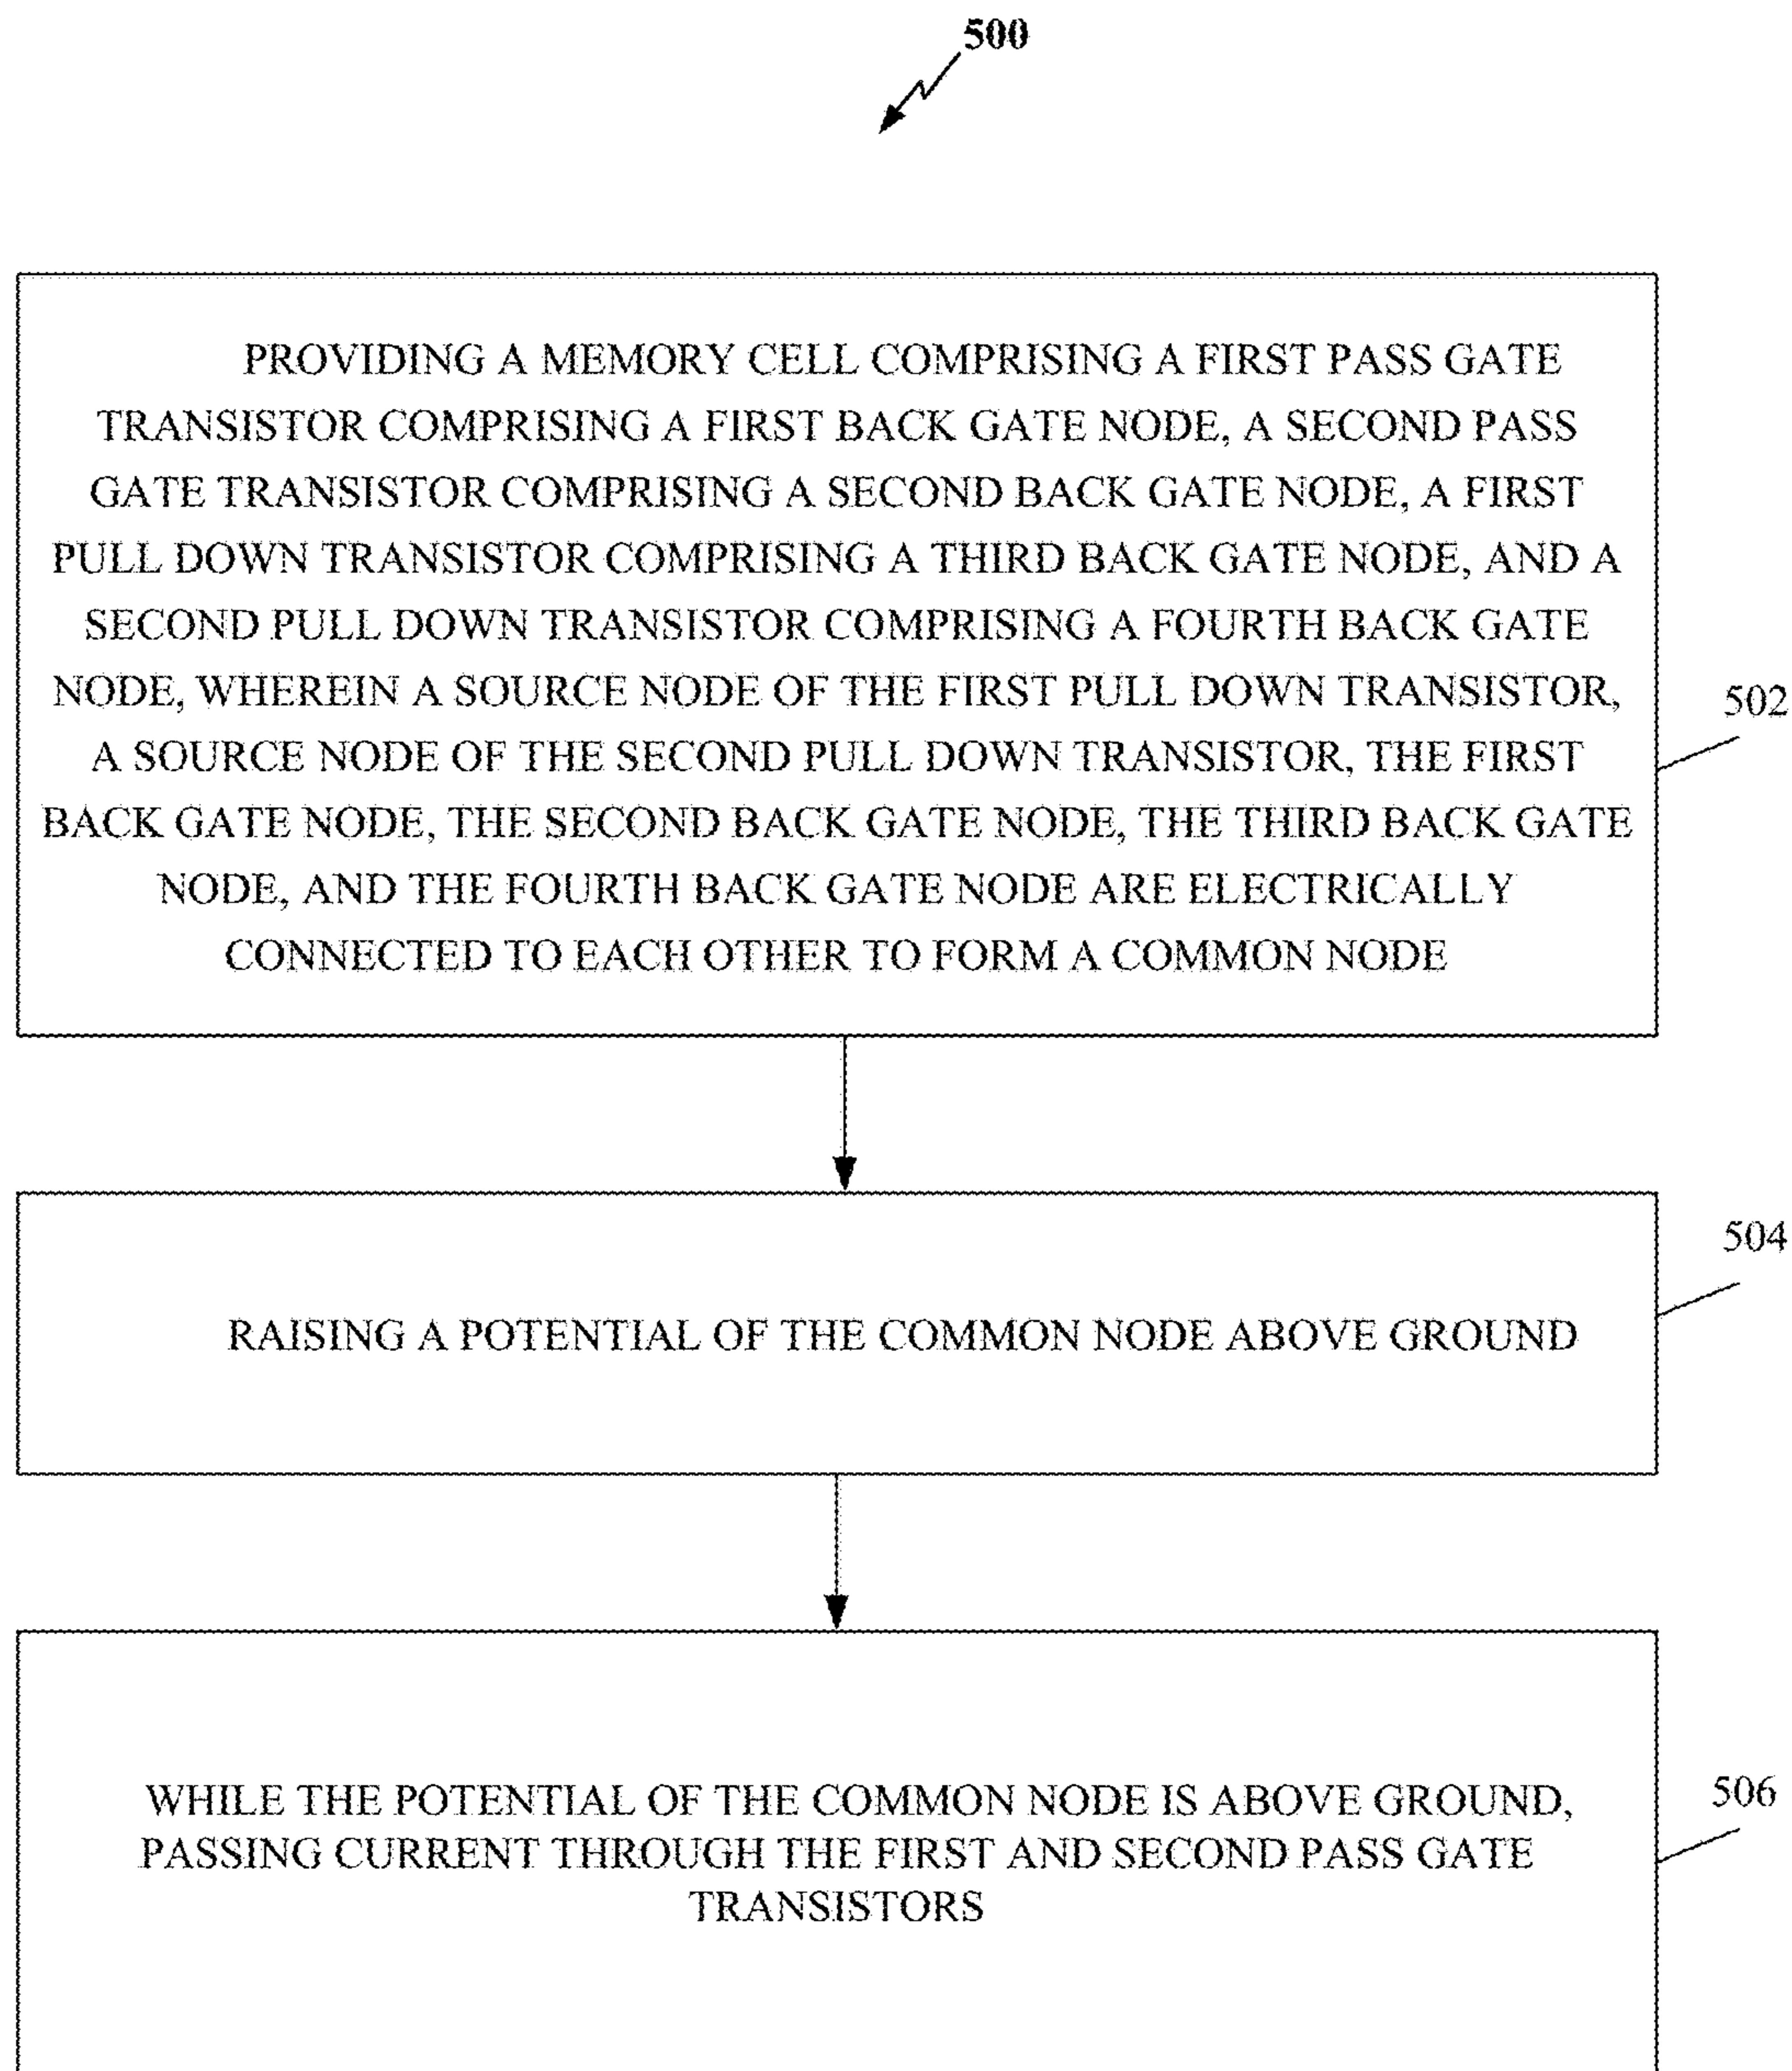 500
PROVIDING A MEMORY CELL COMPRISING A FIRST PASS GATE
TRANSISTOR COMPRISING A FIRST BACK GATE NODE, A SECOND PASS
GATE TRANSISTOR COMPRISING A SECOND BACK GATE NODE, A FIRST
PULL DOWN TRANSISTOR COMPRISING A THIRD BACK GATE NODE, AND A
SECOND PULL DOWN TRANSISTOR COMPRISING A FOURTH BACK GATE
NODE, WHEREIN A SOURCE NODE OF THE FIRST PULL DOWN TRANSISTOR,
A SOURCE NODE OF THE SECOND PULL DOWN TRANSISTOR, THE FIRST
BACK GATE NODE, THE SECOND BACK GATE NODE, THE THIRD BACK GATE
NODE, AND THE FOURTH BACK GATE NODE ARE ELECTRICALLY
CONNECTED TO EACH OTHER TO FORM A COMMON NODE
502
RAISING A POTENTIAL OF THE COMMON NODE ABOVE GROUND
504
WHILE THE POTENTIAL OF THE COMMON NODE IS ABOVE GROUND,
PASSING CURRENT THROUGH THE FIRST AND SECOND PASS GATE
TRANSISTORS
506